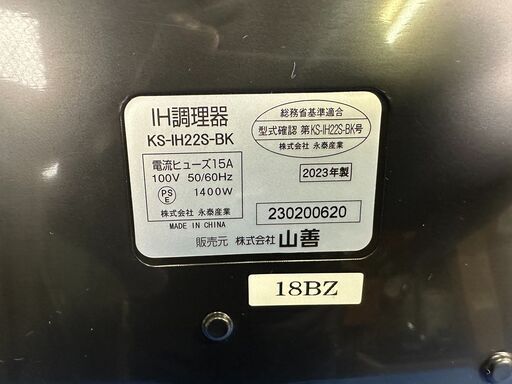 IH調理器
KS-IH22S-BK
電流ヒューズ15A
100V 50/60Hz
PS
E
1400W
株式会社 永泰産業
MADE IN CHINA
総務省基準適合
型式確認 第KS-IH22S-BK号
株式会社 永泰産業
2023年製
230200620
販売元 株式会社 山善
18BZ